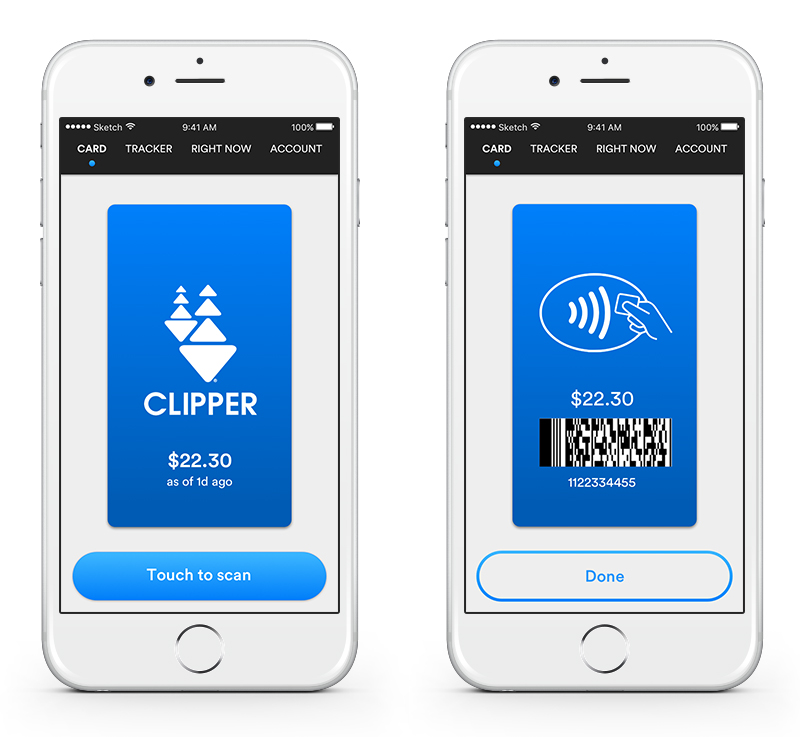 Sketch 9:41 AM 100%
CARD TRACKER RIGHT NOW ACCOUNT
CLIPPER
$22.30
as of 1d ago
Touch to scan
Sketch 9:41 AM 100%
CARD TRACKER RIGHT NOW ACCOUNT
$22.30
1122334455
Done